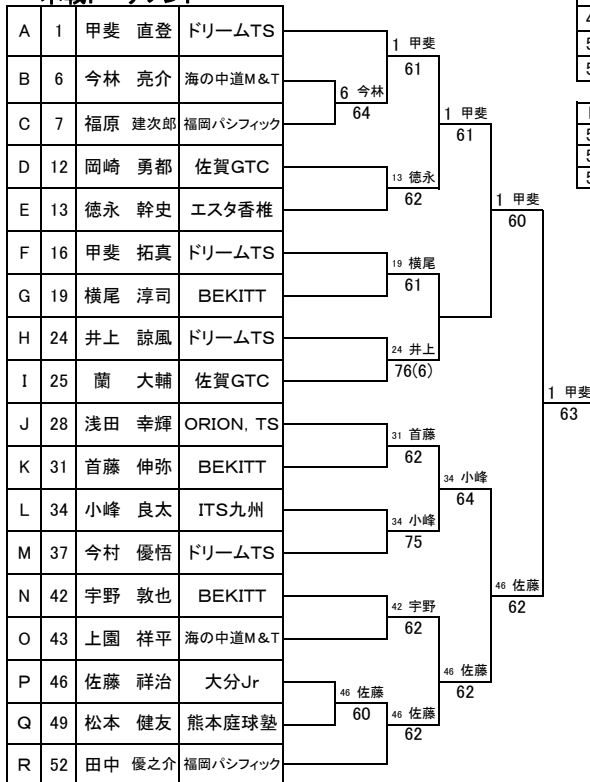 A 1 甲斐 直登 ドリームTS
B 6 今林 亮介 海の中道M&T
C 7 福原 建次郎 福岡パシフィック
D 12 岡崎 勇都 佐賀GTC
E 13 徳永 幹史 エスタ香椎
F 16 甲斐 拓真 ドリームTS
G 19 横尾 淳司 BEKITT
H 24 井上 諒風 ドリームTS
I 25 蘭 大輔 佐賀GTC
J 28 浅田 幸輝 ORION, TS
K 31 首藤 伸弥 BEKITT
L 34 小峰 良太 ITS九州
M 37 今村 優悟 ドリームTS
N 42 宇野 敦也 BEKITT
O 43 上園 祥平 海の中道M&T
P 46 佐藤 祥治 大分Jr
Q 49 松本 健友 熊本庭球塾
R 52 田中 優之介 福岡パシフィック
6 今林
64
46 佐藤
60
1 甲斐
61
13 徳永
62
19 横尾
61
24 井上
76(6)
31 首藤
62
34 小峰
75
42 宇野
62
46 佐藤
62
1 甲斐
61
34 小峰
64
46 佐藤
62
1 甲斐
60
46 佐藤
62
1 甲斐
63